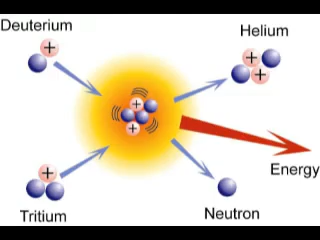 Deuterium
Helium
+
+
+
+
+
+
Energy
Tritium
Neutron